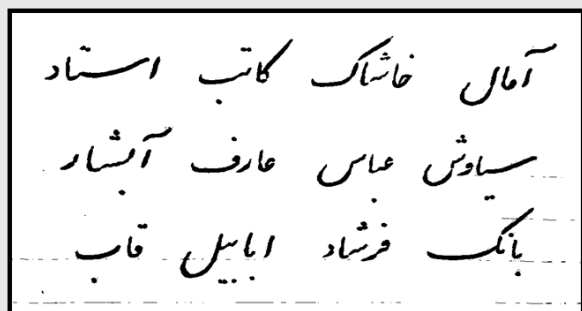 آمال خاشاک کاتب استاد
سیاوش عباس عارف آبشار
بانک فرشاد ابابیل قاب